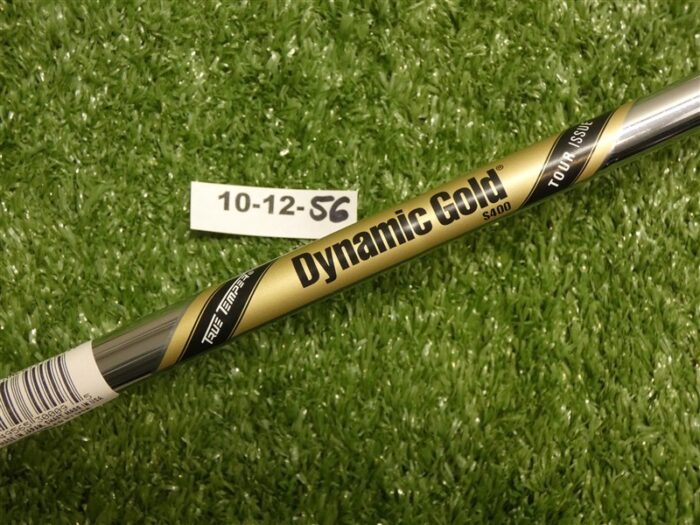 10-12-56
TRUE TEMPER
Dynamic Gold®
S400
TOUR ISSUE